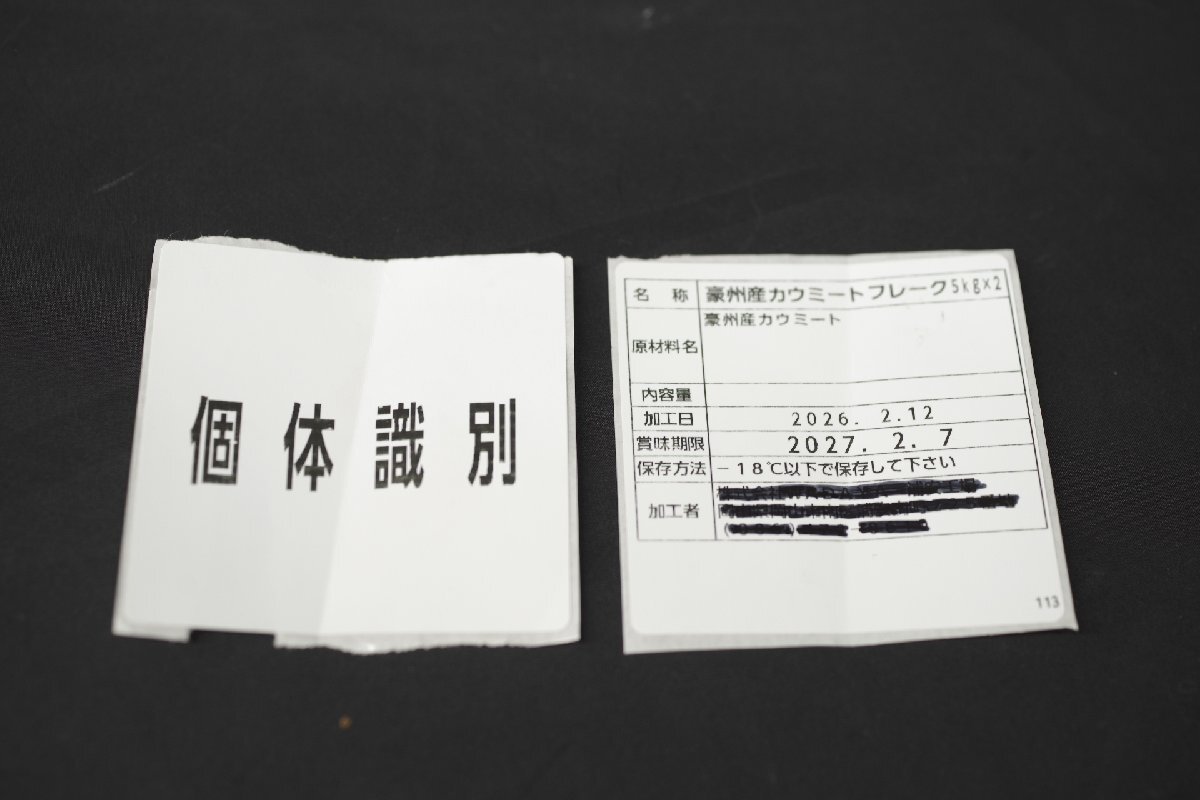 個体識別
名称 豪州産カウミートフレーク5kg×2
原材料名 豪州産カウミート
内容量
加工日 2026. 2.12
賞味期限 2027. 2. 7
保存方法 －18℃以下で保存して下さい
加工者
113